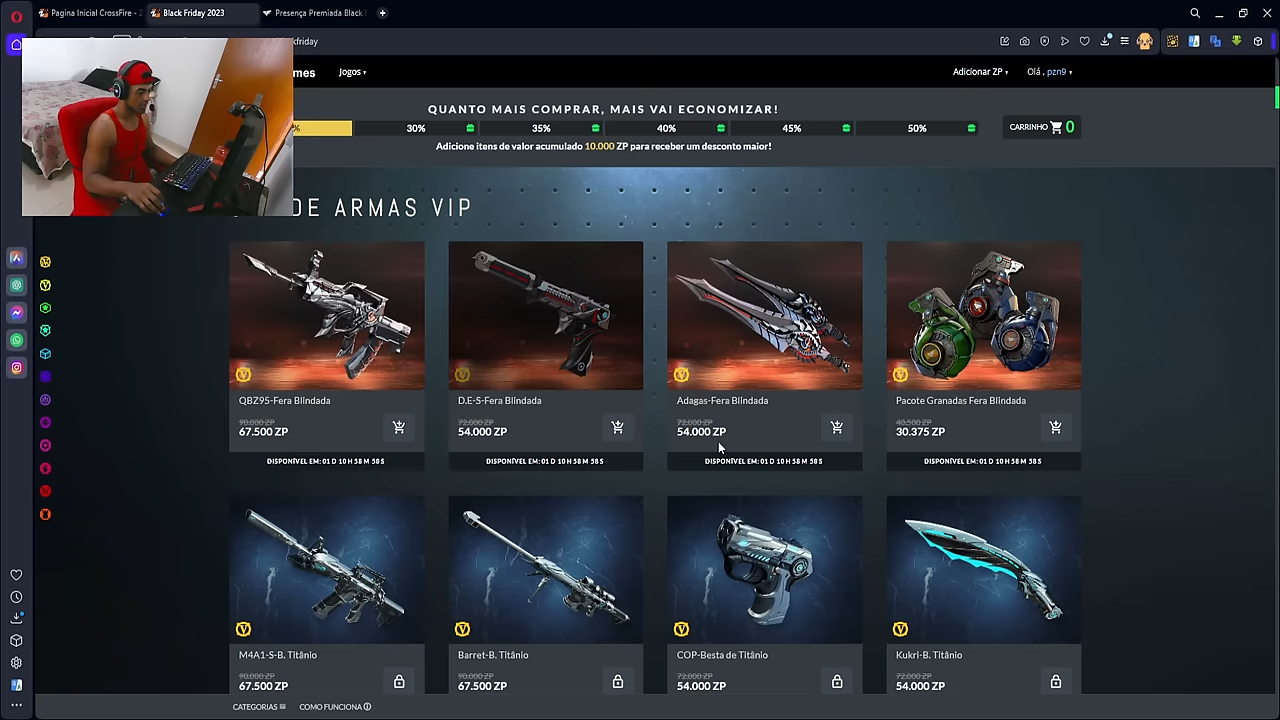 Pagina Inicial CrossFire - Z
Black Friday 2023
Presença Premiada Black
kfriday
mes
Jogos
Adicionar ZP
Olá , pzn9
QUANTO MAIS COMPRAR, MAIS VAI ECONOMIZAR!
% 30% 35% 40% 45% 50%
CARRINHO 0
Adicione itens de valor acumulado 10.000 ZP para receber um desconto maior!
DE ARMAS VIP
QBZ95-Fera Blindada
90.000 ZP
67.500 ZP
DISPONÍVEL EM: 01 D 10 H 58 M 58 S
D.E-S-Fera Blindada
72.000 ZP
54.000 ZP
DISPONÍVEL EM: 01 D 10 H 58 M 58 S
Adagas-Fera Blindada
72.000 ZP
54.000 ZP
DISPONÍVEL EM: 01 D 10 H 58 M 58 S
Pacote Granadas Fera Blindada
40.500 ZP
30.375 ZP
DISPONÍVEL EM: 01 D 10 H 58 M 58 S
M4A1-S-B. Titânio
90.000 ZP
67.500 ZP
Barret-B. Titânio
90.000 ZP
67.500 ZP
COP-Besta de Titânio
72.000 ZP
54.000 ZP
Kukri-B. Titânio
72.000 ZP
54.000 ZP
CATEGORIAS
COMO FUNCIONA